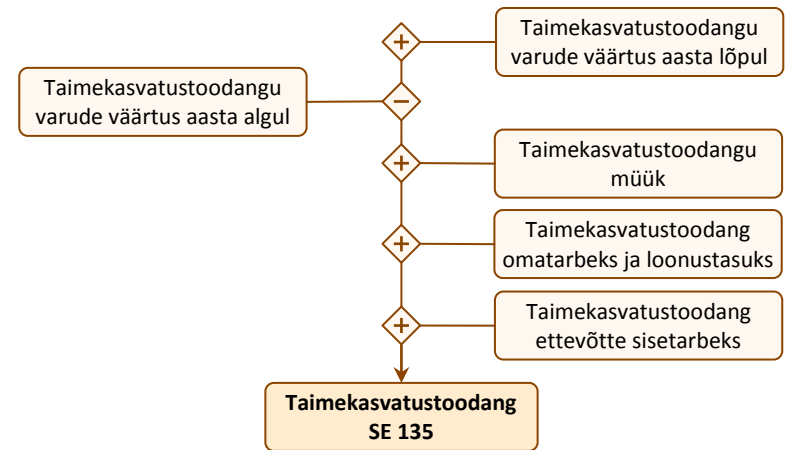 +
Taimekasvatustoodangu
varude väärtus aasta lõpul
Taimekasvatustoodangu
varude väärtus aasta algul
−
+
Taimekasvatustoodangu
müük
+
Taimekasvatustoodang
omatarbeks ja loonustasuks
+
Taimekasvatustoodang
ettevõtte sisetarbeks
Taimekasvatustoodang
SE 135